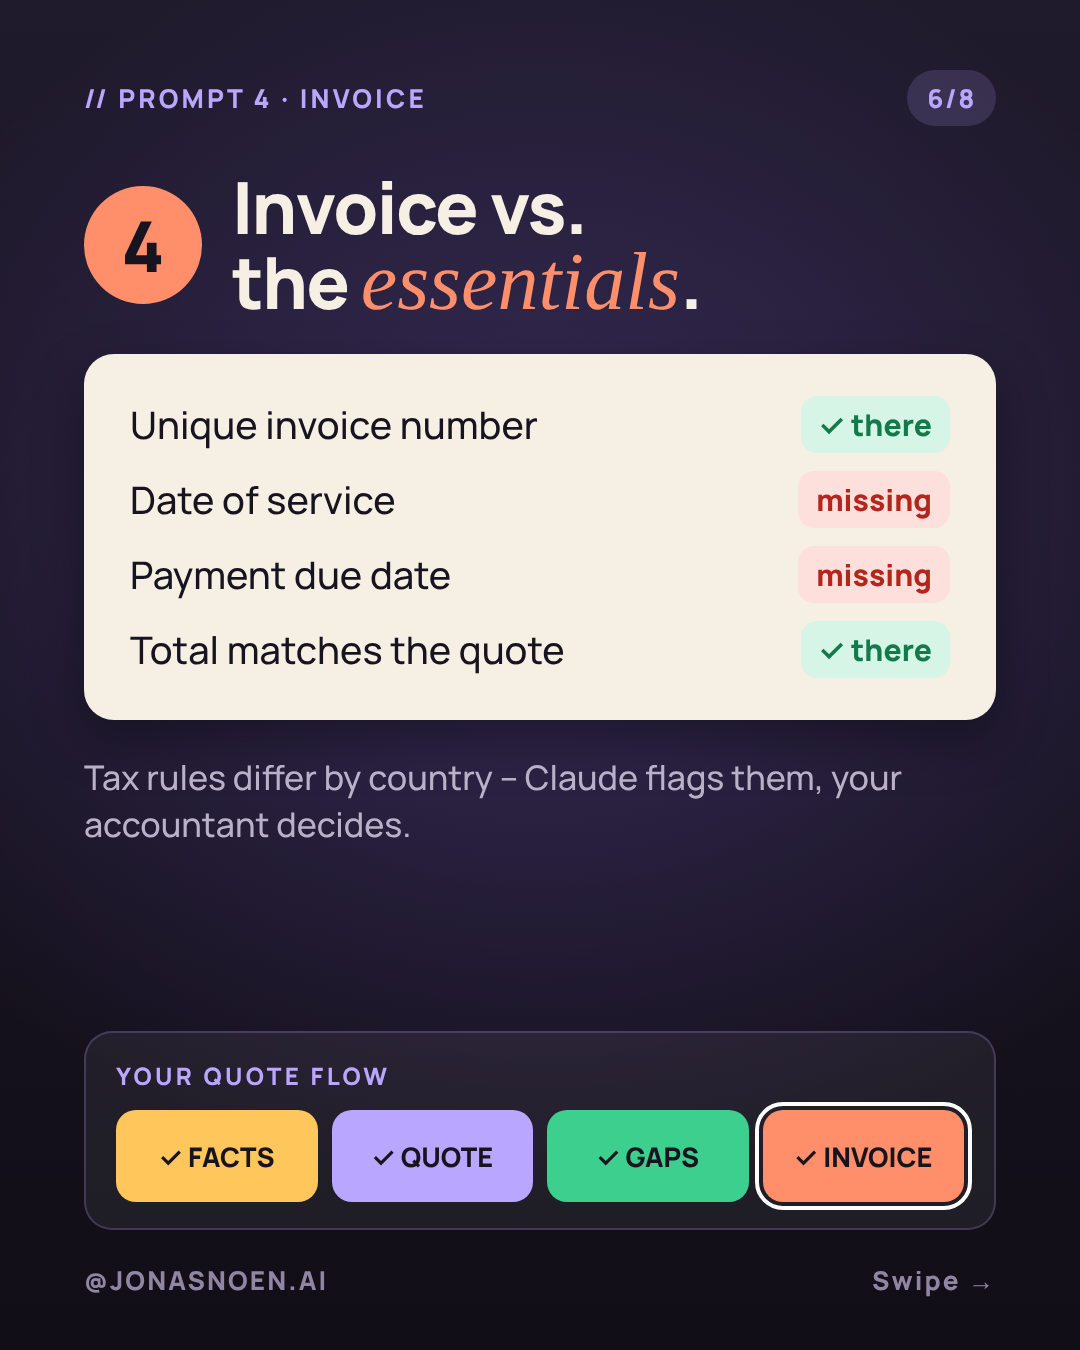 // PROMPT 4 · INVOICE
6/8
4
Invoice vs.
the essentials.
Unique invoice number ✓ there
Date of service missing
Payment due date missing
Total matches the quote ✓ there
Tax rules differ by country – Claude flags them, your
accountant decides.
YOUR QUOTE FLOW
✓ FACTS ✓ QUOTE ✓ GAPS ✓ INVOICE
@JONASNOEN.AI
Swipe →